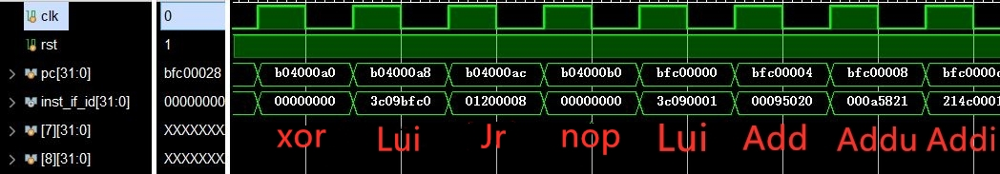 clk 0
rst 1
pc[31:0] bfc00028 b04000a0 b04000a8 b04000ac b04000b0 bfc00000 bfc00004 bfc00008 bfc0000c
inst_if_id[31:0] 00000000 00000000 3c09bfc0 01200008 00000000 3c090001 00095020 000a5821 214c0001
[7][31:0] XXXXXXXX xor Lui Jr nop Lui Add Addu Addi
[8][31:0] XXXXXXXX